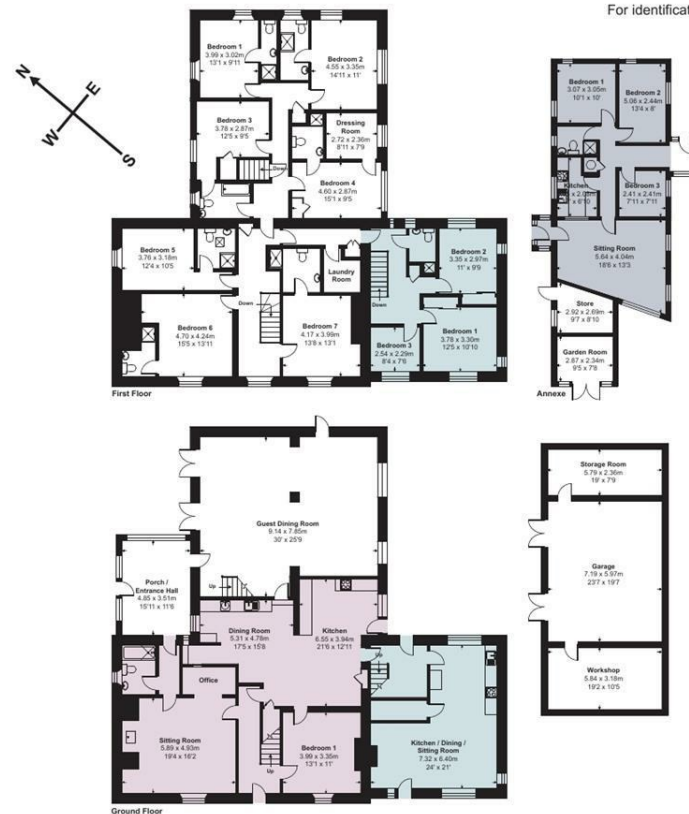 For identificat
N
E
W
S
Bedroom 1
3.99 x 3.02m
13'1 x 9'11
Bedroom 2
4.55 x 3.35m
14'11 x 11'
Bedroom 3
3.78 x 2.87m
12'5 x 9'5
Dressing
Room
2.72 x 2.36m
8'11 x 7'9
Down
Bedroom 4
4.60 x 2.87m
15'1 x 9'5
Bedroom 5
3.76 x 3.18m
12'4 x 10'5
Laundry
Room
Down
Bedroom 6
4.70 x 4.24m
15'5 x 13'11
Bedroom 7
4.17 x 3.99m
13'8 x 13'1
Bedroom 2
3.35 x 2.97m
11' x 9'9
Down
Bedroom 3
2.54 x 2.29m
8'4 x 7'6
Bedroom 1
3.78 x 3.30m
12'5 x 10'10
First Floor
Bedroom 1
3.07 x 3.05m
10'1 x 10'
Bedroom 2
5.08 x 2.44m
13'4 x 8'
Kitchen
x 6'10
Bedroom 3
2.41 x 2.41m
7'11 x 7'11
Sitting Room
5.64 x 4.04m
18'6 x 13'3
Store
2.92 x 2.69m
9'7 x 8'10
Garden Room
2.87 x 2.34m
9'5 x 7'8
Annexe
Guest Dining Room
9.14 x 7.85m
30' x 25'9
Porch /
Entrance Hall
4.85 x 3.51m
15'11 x 11'6
Up
Dining Room
5.31 x 4.78m
17'5 x 15'8
Kitchen
6.55 x 3.94m
21'6 x 12'11
Office
Up
Sitting Room
5.89 x 4.93m
19'4 x 16'2
Up
Bedroom 1
3.99 x 3.35m
13'1 x 11'
Kitchen / Dining /
Sitting Room
7.32 x 6.40m
24' x 21'
Ground Floor
Storage Room
5.79 x 2.36m
19' x 7'9
Garage
7.19 x 5.97m
23'7 x 19'7
Workshop
5.84 x 3.18m
19'2 x 10'5